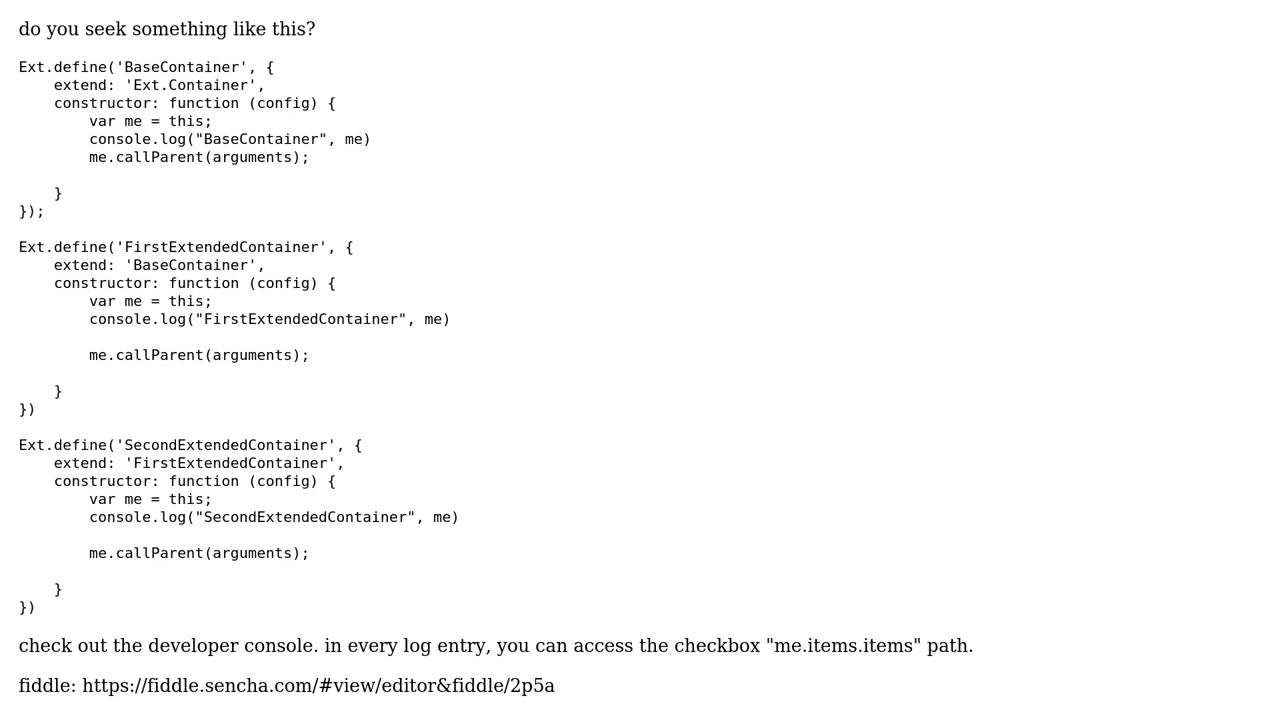 do you seek something like this?
Ext.define('BaseContainer', {
    extend: 'Ext.Container',
    constructor: function (config) {
        var me = this;
        console.log("BaseContainer", me)
        me.callParent(arguments);

    }
});

Ext.define('FirstExtendedContainer', {
    extend: 'BaseContainer',
    constructor: function (config) {
        var me = this;
        console.log("FirstExtendedContainer", me)

        me.callParent(arguments);

    }
})

Ext.define('SecondExtendedContainer', {
    extend: 'FirstExtendedContainer',
    constructor: function (config) {
        var me = this;
        console.log("SecondExtendedContainer", me)

        me.callParent(arguments);

    }
})
check out the developer console. in every log entry, you can access the checkbox "me.items.items" path.
fiddle: https://fiddle.sencha.com/#view/editor&fiddle/2p5a